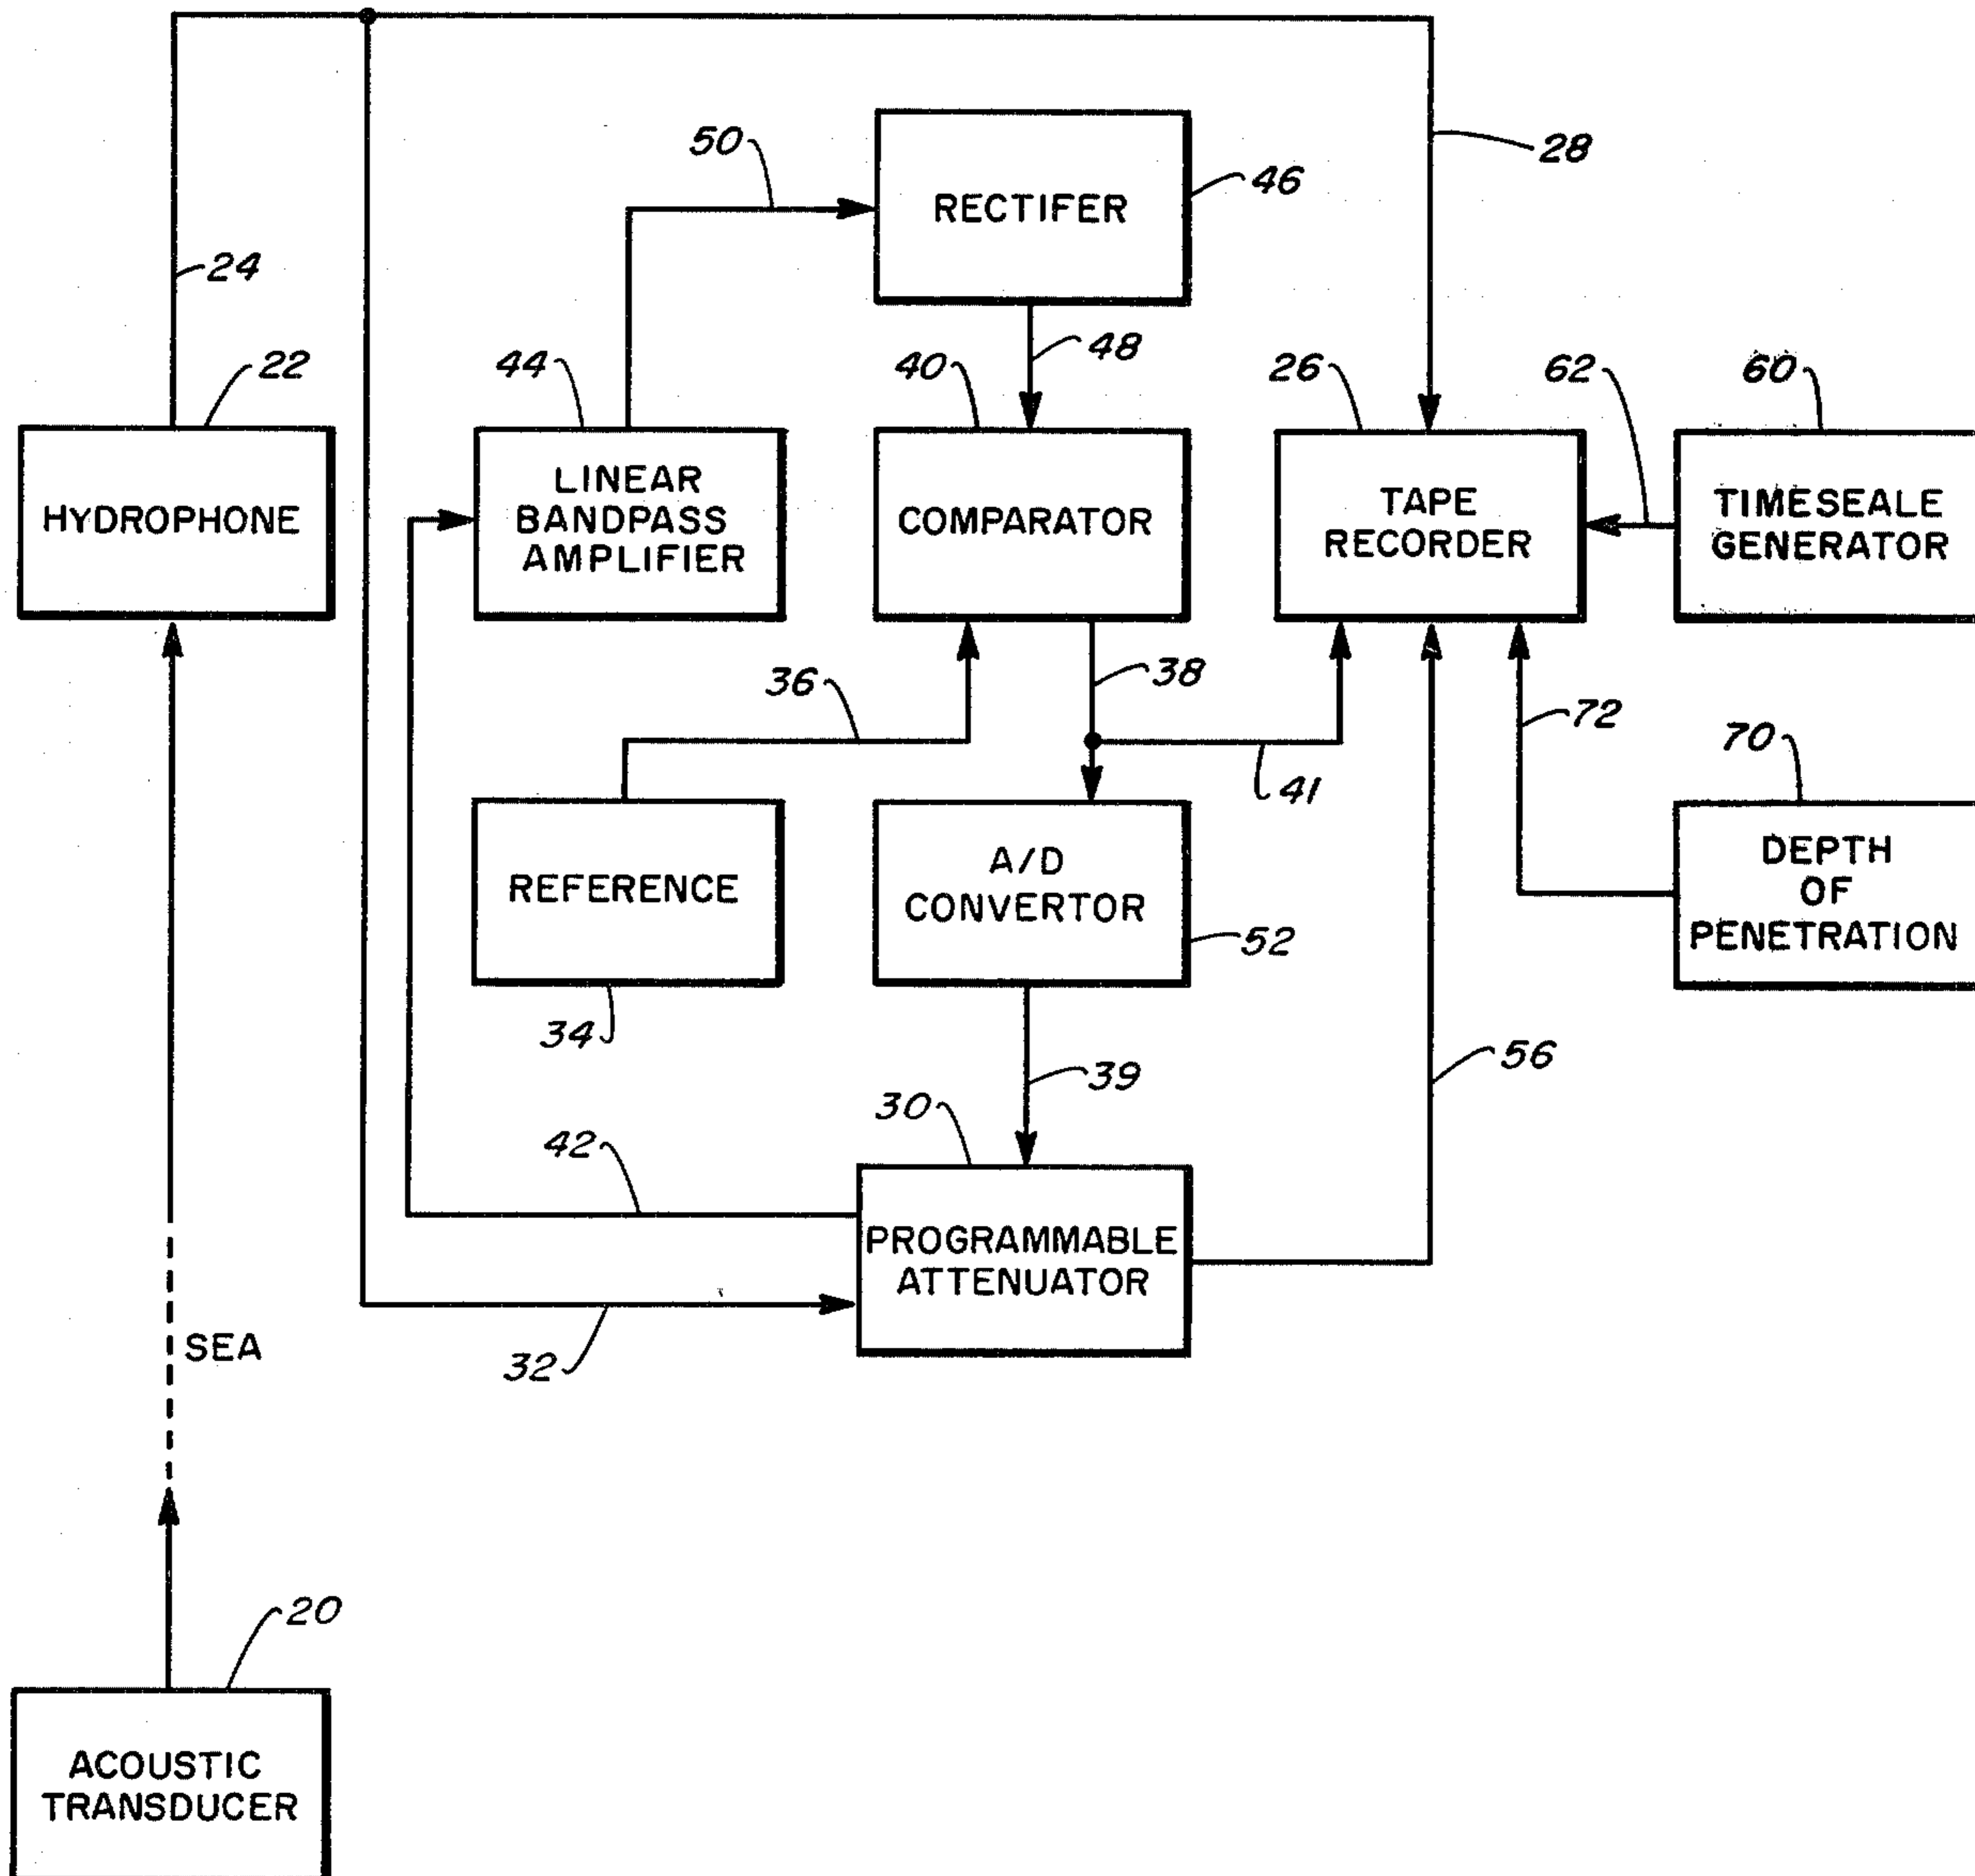 50
RECTIFER
46
28
24
48
22
44
40
26
62
60
HYDROPHONE
LINEAR
BANDPASS
AMPLIFIER
COMPARATOR
TAPE
RECORDER
TIMESEALE
GENERATOR
36
38
72
41
70
REFERENCE
34
A/D
CONVERTOR
52
DEPTH
OF
PENETRATION
39
56
42
30
PROGRAMMABLE
ATTENUATOR
32
SEA
20
ACOUSTIC
TRANSDUCER